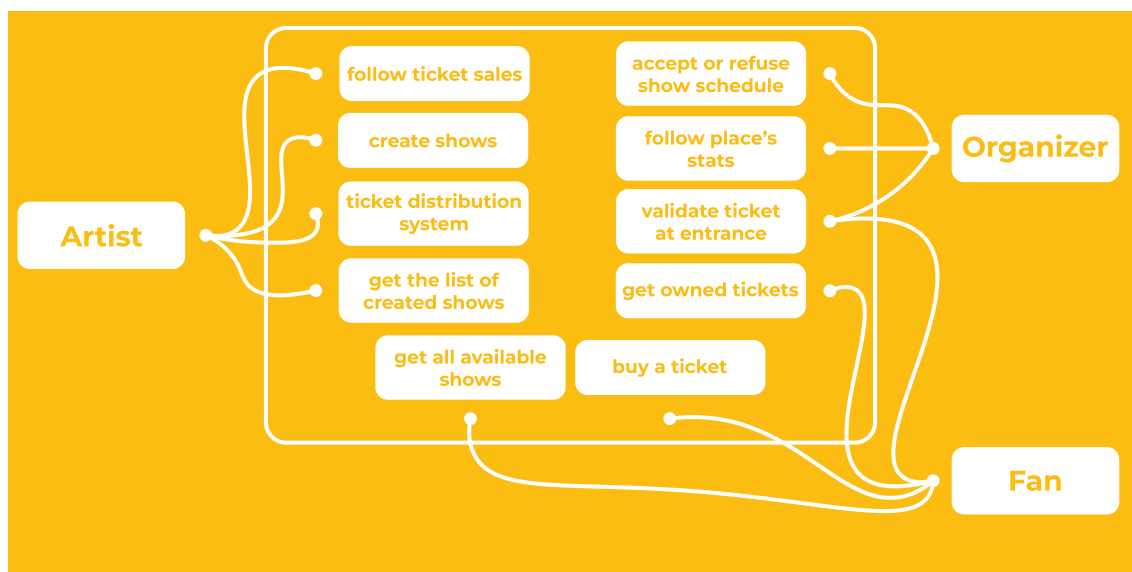 follow ticket sales
create shows
ticket distribution
system
get the list of
created shows
get all available
shows
accept or refuse
show schedule
follow place's
stats
validate ticket
at entrance
get owned tickets
buy a ticket
Artist
Organizer
Fan